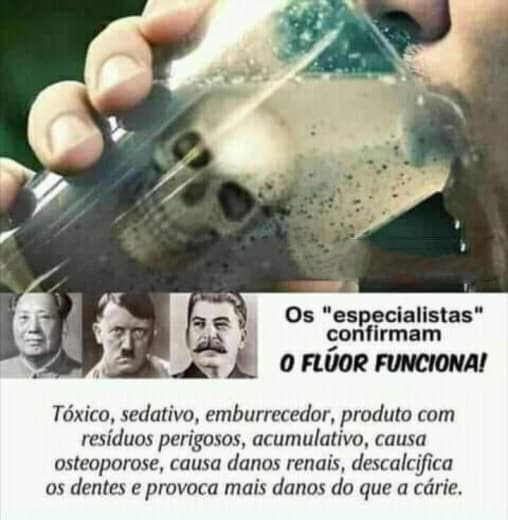 Os "especialistas"
confirmam
O FLÚOR FUNCIONA!
Tóxico, sedativo, emburrecedor, produto com
resíduos perigosos, acumulativo, causa
osteoporose, causa danos renais, descalcifica
os dentes e provoca mais danos do que a cárie.